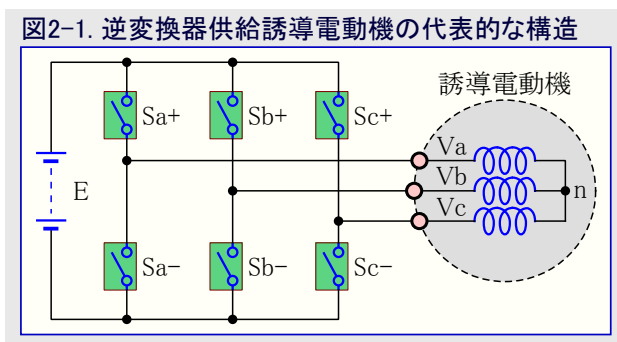 図2-1. 逆変換器供給誘導電動機の代表的な構造
誘導電動機
Sa+
Sb+
Sc+
Va
Vb
Vc
n
E
Sa-
Sb-
Sc-